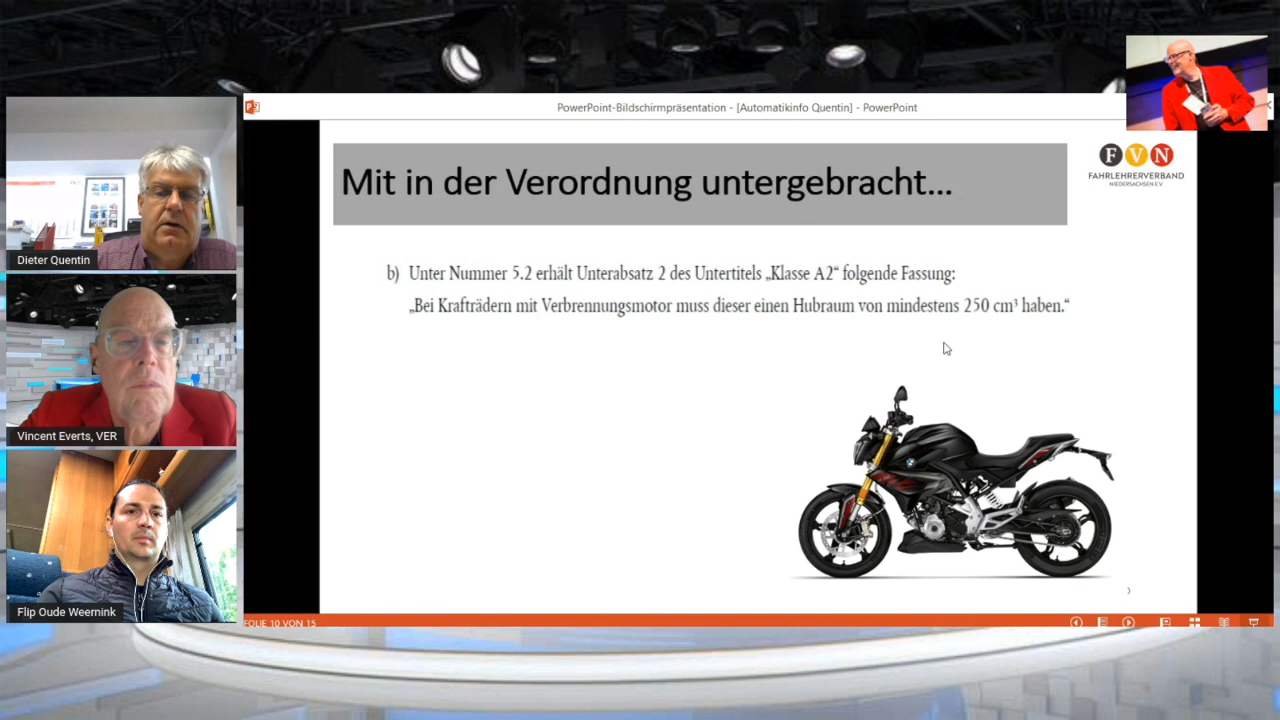 PowerPoint-Bildschirmpräsentation - [Automatikinfo Quentin] - PowerPoint
Mit in der Verordnung untergebracht...
F V N
FAHRLEHRERVERBAND
NIEDERSACHSEN E.V.
b) Unter Nummer 5.2 erhält Unterabsatz 2 des Untertitels „Klasse A2“ folgende Fassung:
„Bei Krafträdern mit Verbrennungsmotor muss dieser einen Hubraum von mindestens 250 cm³ haben.“
Dieter Quentin
Vincent Everts, VER
Flip Oude Weernink
FOLIE 10 VON 15